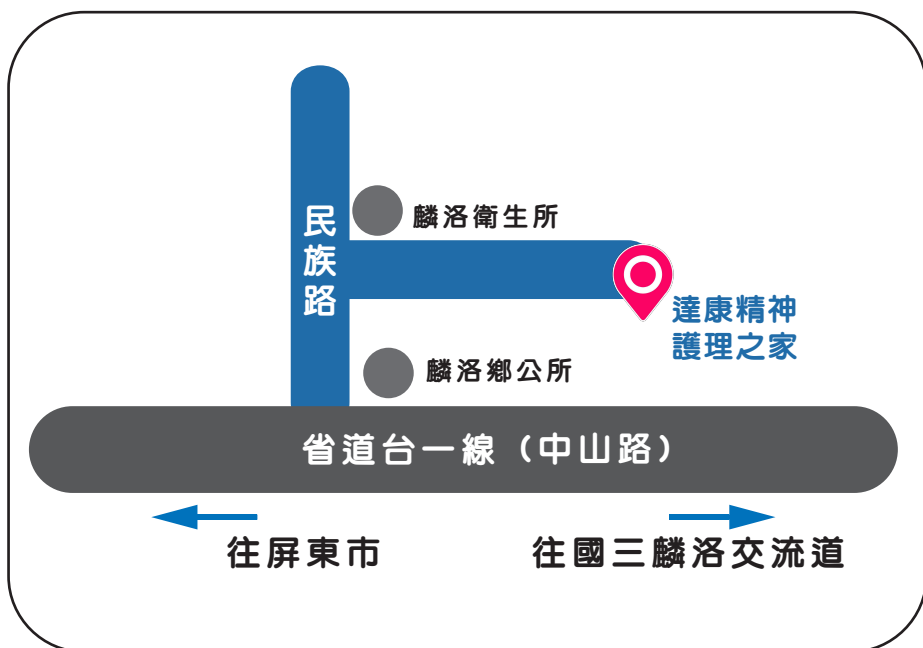 民族路
麟洛衛生所
達康精神
護理之家
麟洛鄉公所
省道台一線（中山路）
往屏東市
往國三麟洛交流道